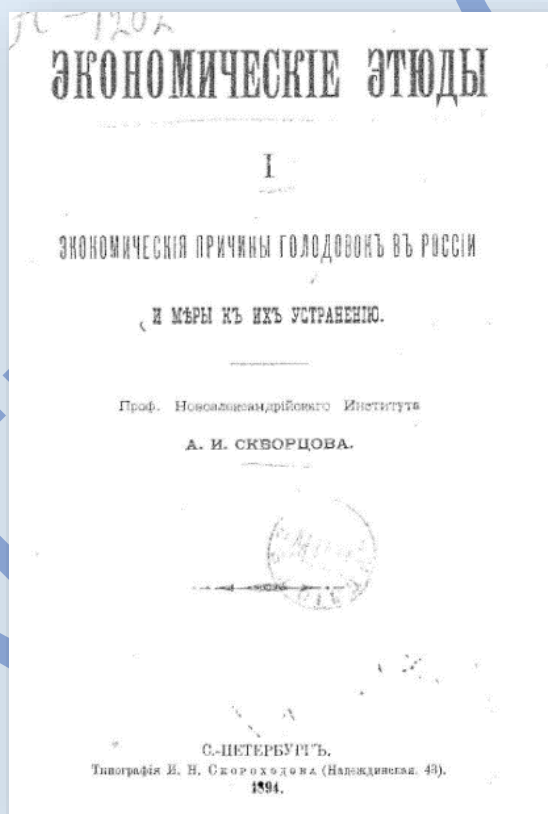 ЭКОНОМИЧЕСКІЕ ЭТЮДЫ
I
ЭКОНОМИЧЕСКІЯ ПРИЧИНЫ ГОЛОДОВОКЪ ВЪ РОССІИ
И МѢРЫ КЪ ИХЪ УСТРАНЕНІЮ.
Проф. Новоалександрійскаго Института
А. И. СКВОРЦОВА.
С.-ПЕТЕРБУРГЪ.
Типографія И. Н. Скороходова (Надеждинская, 43).
1894.